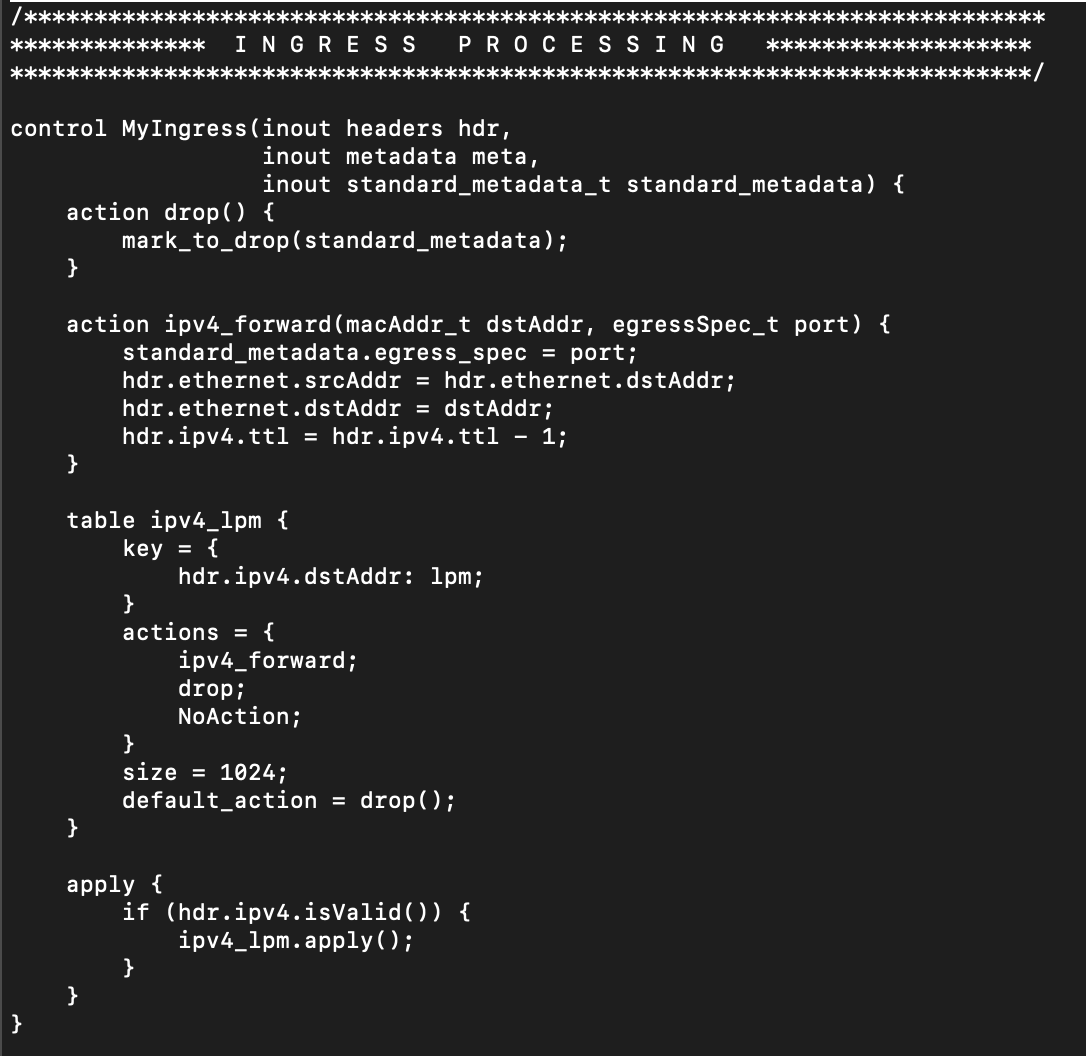 /*************************************************************************
**************  I N G R E S S   P R O C E S S I N G   *******************
*************************************************************************/

control MyIngress(inout headers hdr,
                  inout metadata meta,
                  inout standard_metadata_t standard_metadata) {
    action drop() {
        mark_to_drop(standard_metadata);
    }

    action ipv4_forward(macAddr_t dstAddr, egressSpec_t port) {
        standard_metadata.egress_spec = port;
        hdr.ethernet.srcAddr = hdr.ethernet.dstAddr;
        hdr.ethernet.dstAddr = dstAddr;
        hdr.ipv4.ttl = hdr.ipv4.ttl - 1;
    }

    table ipv4_lpm {
        key = {
            hdr.ipv4.dstAddr: lpm;
        }
        actions = {
            ipv4_forward;
            drop;
            NoAction;
        }
        size = 1024;
        default_action = drop();
    }

    apply {
        if (hdr.ipv4.isValid()) {
            ipv4_lpm.apply();
        }
    }
}